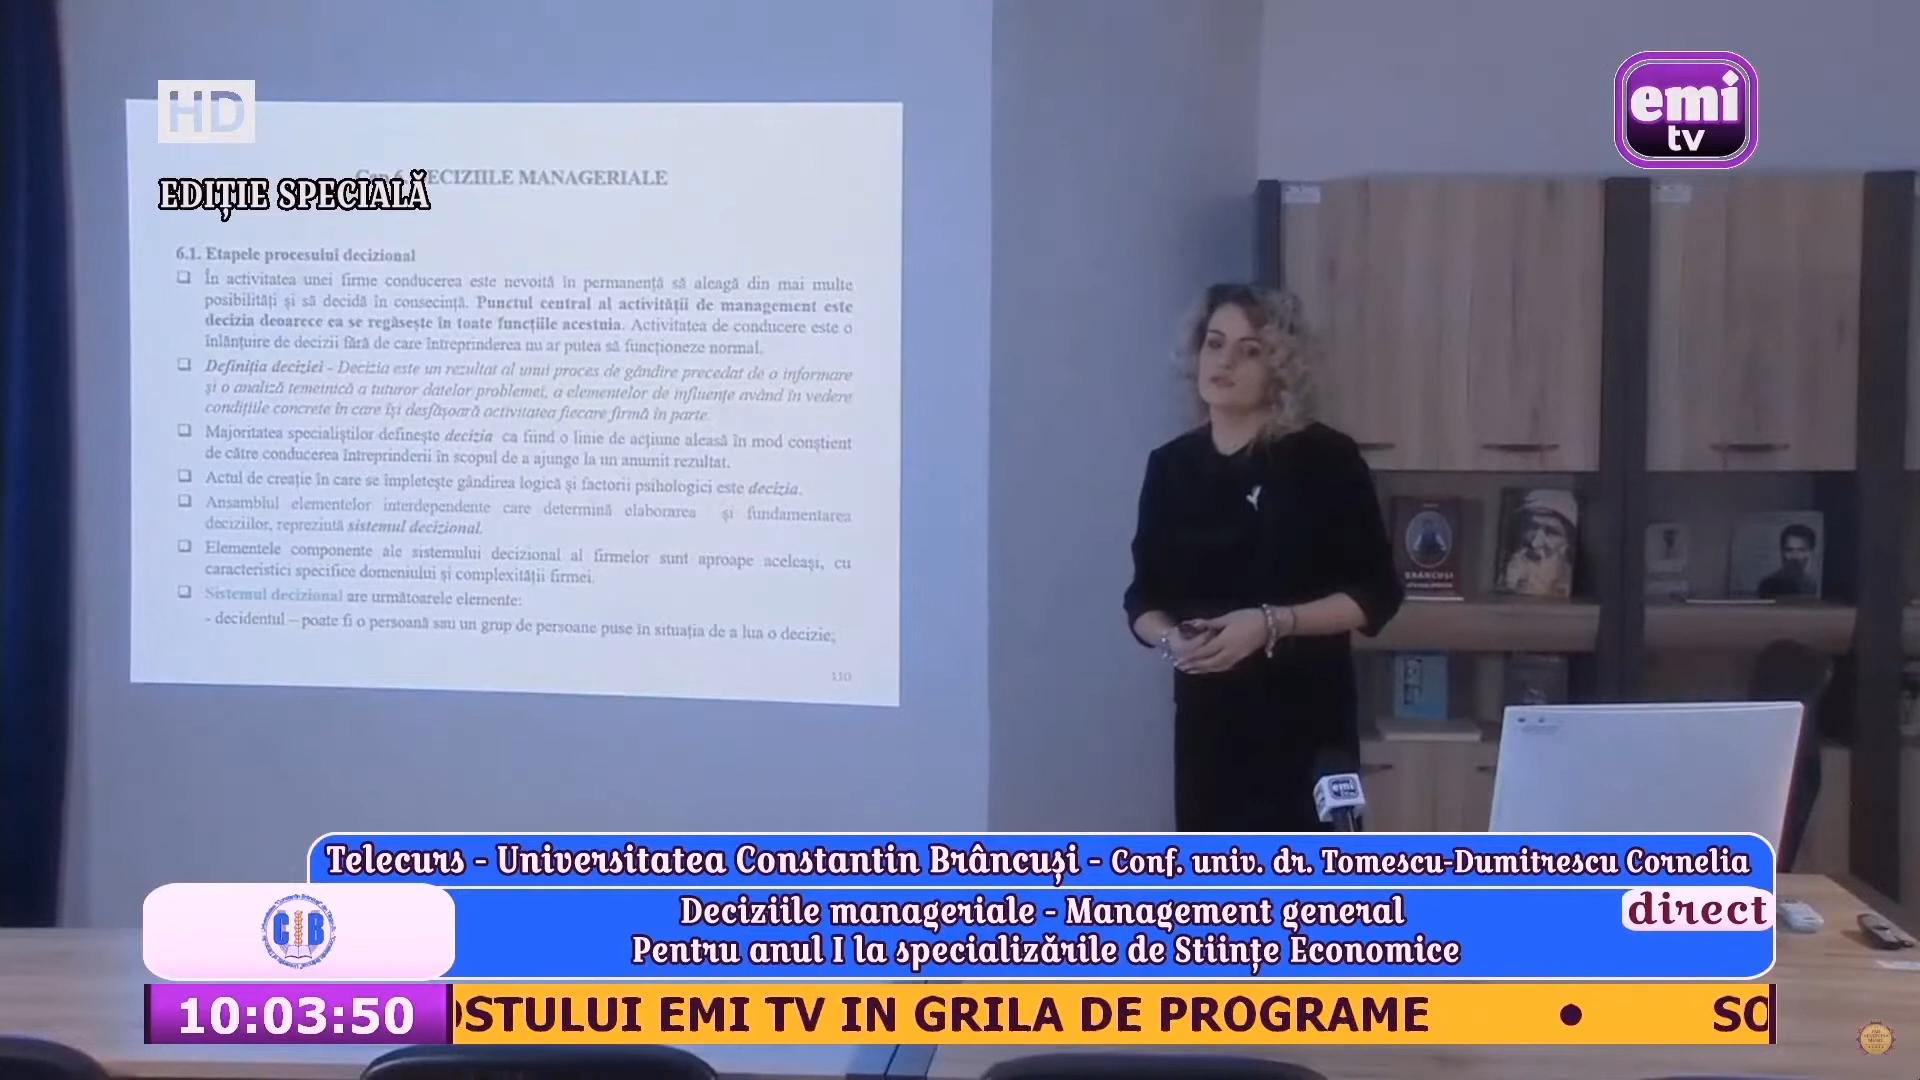 HD
emi
tv
EDIȚIE SPECIALĂ
DECIZIILE MANAGERIALE
6.1. Etapele procesului decizional
În activitatea unei firme conducerea este nevoită în permanență să aleagă din mai multe
posibilități și să decidă în consecință. Punctul central al activității de management este
decizia deoarece ea se regăsește în toate funcțiile acestuia. Activitatea de conducere este o
înlănțuire de decizii fără de care întreprinderea nu ar putea să funcționeze normal.
Definiția deciziei - Decizia este un rezultat al unui proces de gândire precedat de o informare
și o analiză temeinică a tuturor datelor problemei, a elementelor de influențe având în vedere
condițiile concrete în care își desfășoară activitatea fiecare firmă în parte.
Majoritatea specialiștilor definește decizia ca fiind o linie de acțiune aleasă în mod conștient
de către conducerea întreprinderii în scopul de a ajunge la un anumit rezultat.
Actul de creație în care se împletește gândirea logică și factorii psihologici este decizia.
Ansamblul elementelor interdependente care determină elaborarea și fundamentarea
deciziilor, reprezintă sistemul decizional.
Elementele componente ale sistemului decizional al firmelor sunt aproape aceleași, cu
caracteristici specifice domeniului și complexității firmei.
Sistemul decizional are următoarele elemente:
- decidentul – poate fi o persoană sau un grup de persoane puse în situația de a lua o decizie;
110
BRÂNCUȘI
emi
Telecurs - Universitatea Constantin Brâncuși - Conf. univ. dr. Tomescu-Dumitrescu Cornelia
Deciziile manageriale - Management general
direct
Pentru anul I la specializările de Stiințe Economice
CIB
10:03:50
OSTULUI EMI TV IN GRILA DE PROGRAME • SO